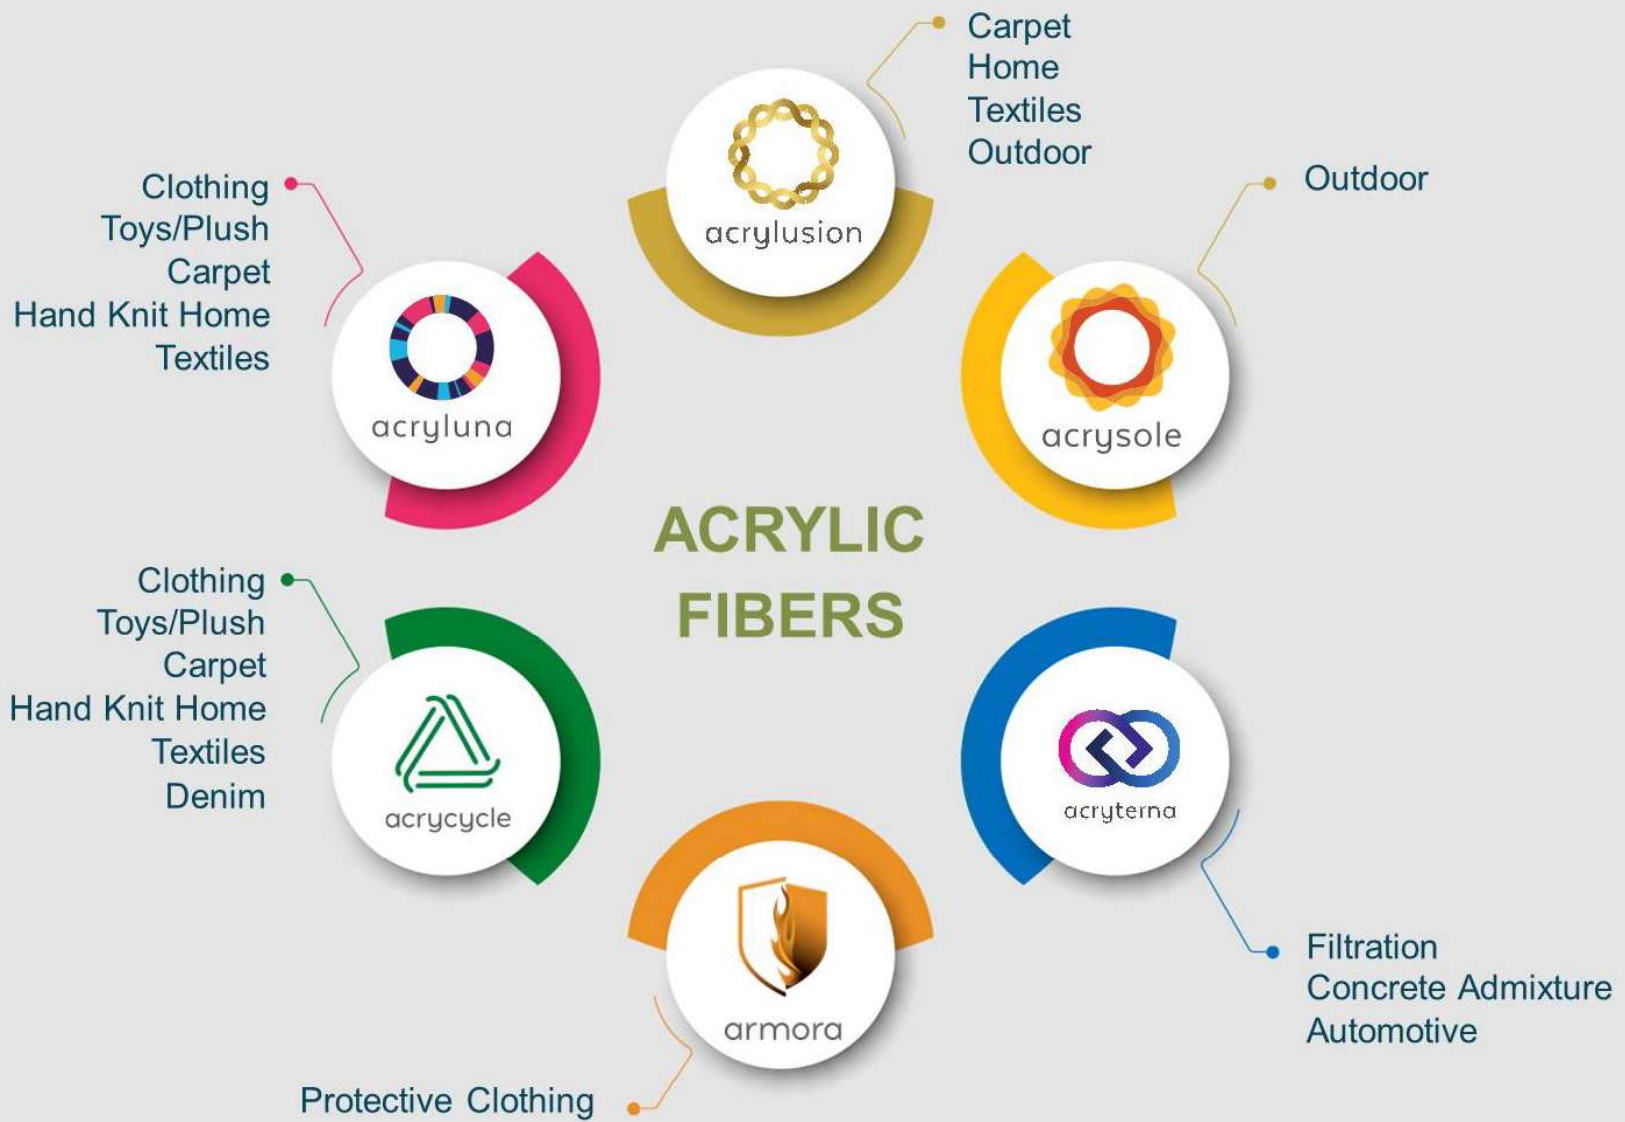 Carpet
Home
Textiles
Outdoor
acrylusion
Outdoor
acrysole
Clothing
Toys/Plush
Carpet
Hand Knit Home
Textiles
acryluna
ACRYLIC
FIBERS
Clothing
Toys/Plush
Carpet
Hand Knit Home
Textiles
Denim
acrycycle
acryterna
Filtration
Concrete Admixture
Automotive
armora
Protective Clothing